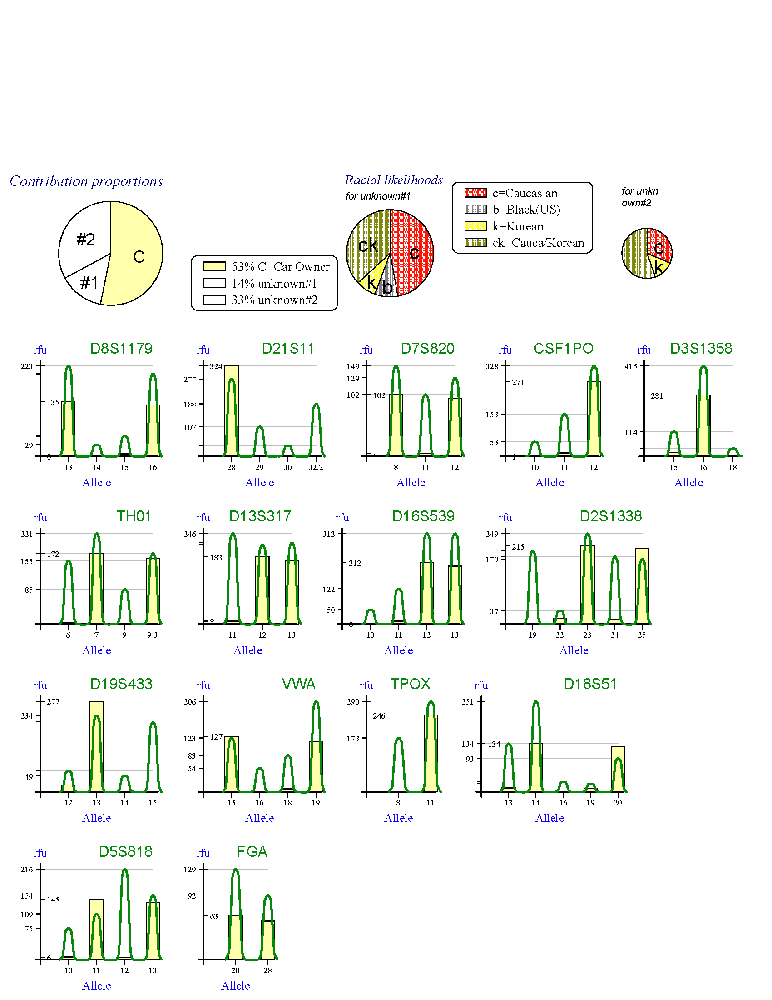 Contribution proportions
#2
C
#1
53% C=Car Owner
14% unknown#1
33% unknown#2
Racial likelihoods
for unknown#1
ck
c
k
b
c=Caucasian
b=Black(US)
k=Korean
ck=Cauca/Korean
for unkn
own#2
c
k
rfu D8S1179
223
135
29
0
13 14 15 16
Allele
rfu D21S11
324
277
188
107
28 29 30 32.2
Allele
rfu D7S820
149
129
102 102
4
8 11 12
Allele
rfu CSF1PO
328
271
153
53
1
10 11 12
Allele
rfu D3S1358
415
281
114
15 16 18
Allele
rfu TH01
221
172
155
85
6 7 9 9.3
Allele
rfu D13S317
246
183
8
11 12 13
Allele
rfu D16S539
312
212
122
50
0
10 11 12 13
Allele
rfu D2S1338
249
215
179
37
19 22 23 24 25
Allele
rfu D19S433
277
234
49
12 13 14 15
Allele
rfu VWA
206
127
123
83
54
15 16 18 19
Allele
rfu TPOX
290
246
173
8 11
Allele
rfu D18S51
251
134 134
93
13 14 16 19 20
Allele
rfu D5S818
216
154
145
109
75
6
10 11 12 13
Allele
rfu FGA
129
92
63
20 28
Allele